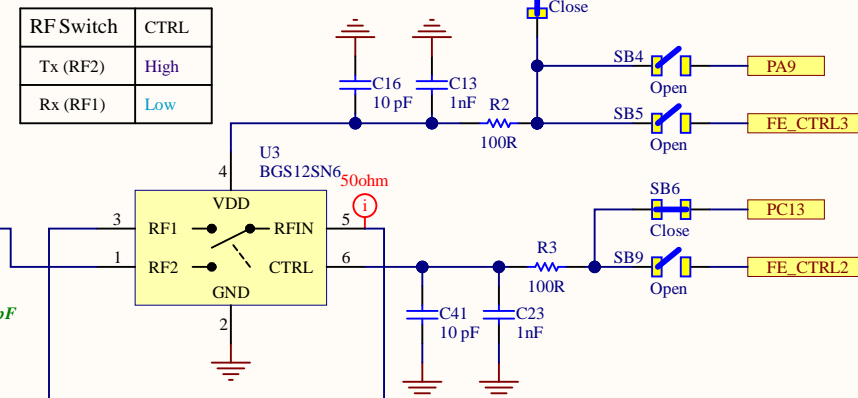 Close
RF Switch CTRL
Tx (RF2) High
Rx (RF1) Low
C16
10 pF
C13
1nF
R2
100R
SB4
Open
PA9
SB5
Open
FE_CTRL3
U3
BGS12SN6
50ohm
i
4
VDD
3
RF1
RFIN
5
1
RF2
CTRL
6
GND
2
SB6
Close
PC13
R3
100R
SB9
Open
FE_CTRL2
C41
10 pF
C23
1nF
pF